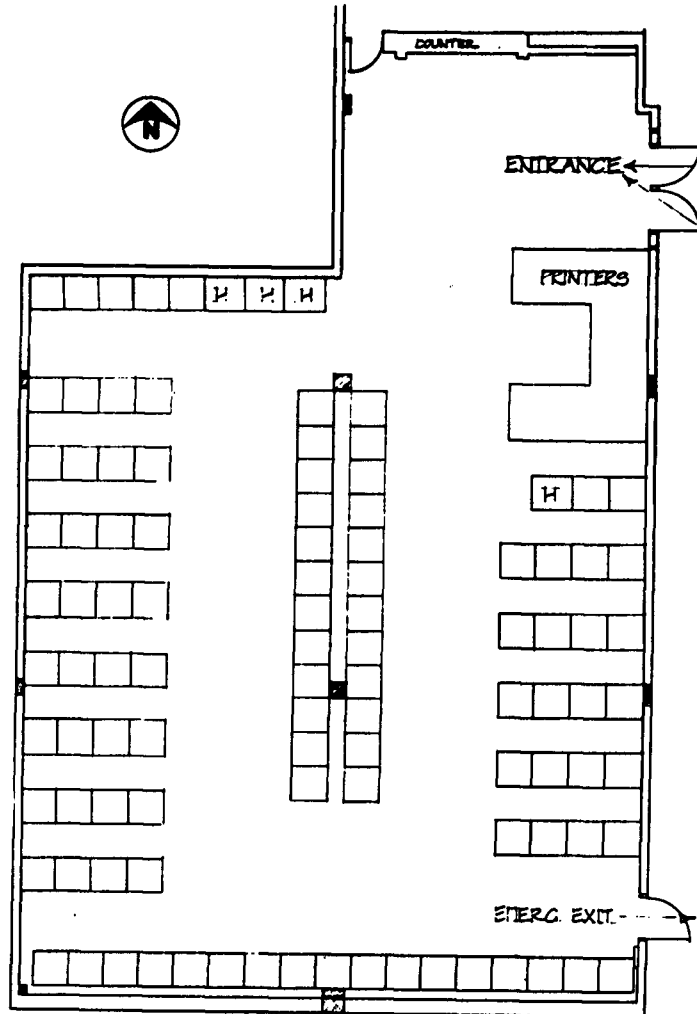 COUNTER
N
ENTRANCE
PRINTERS
H H H
H
EMERG. EXIT